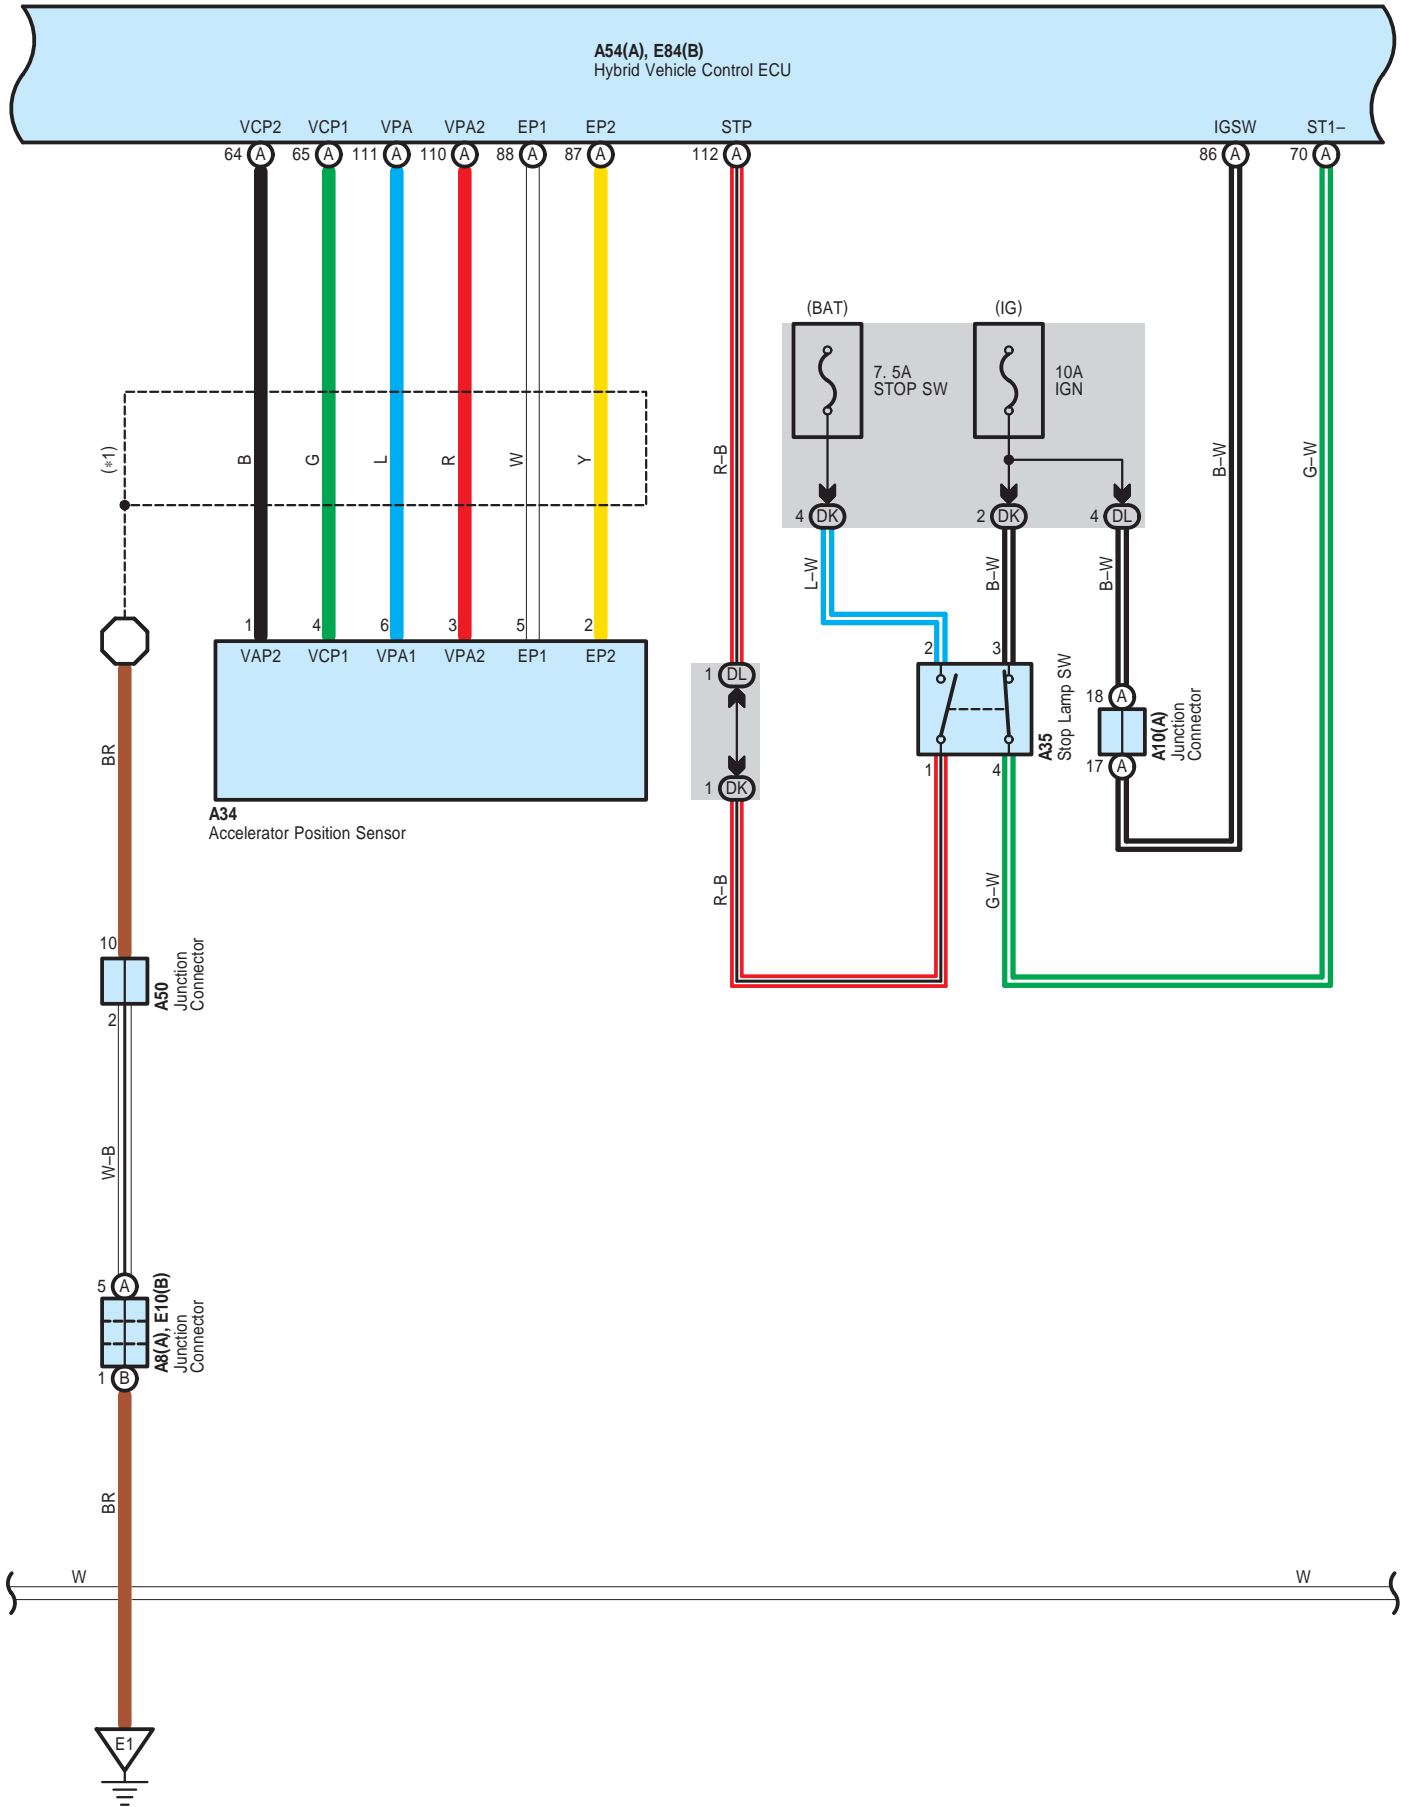 A54(A), E84(B)
Hybrid Vehicle Control ECU
VCP2 VCP1 VPA VPA2 EP1 EP2 STP IGSW ST1–
64 A 65 A 111 A 110 A 88 A 87 A 112 A 86 A 70 A
(BAT) (IG)
7. 5A
STOP SW
10A
IGN
(*1)
B G L R W Y R–B B–W G–W
4 DK 2 DK 4 DL
L–W B–W B–W
1 4 6 3 5 2
VAP2 VCP1 VPA1 VPA2 EP1 EP2
A34
Accelerator Position Sensor
1 DL
1 DK
2 3
1 4
A35
Stop Lamp SW
18 A
17 A
A10(A)
Junction
Connector
BR
R–B G–W
10
2
A50
Junction
Connector
W–B
5 A
1 B
A8(A), E10(B)
Junction
Connector
BR
W W
E1